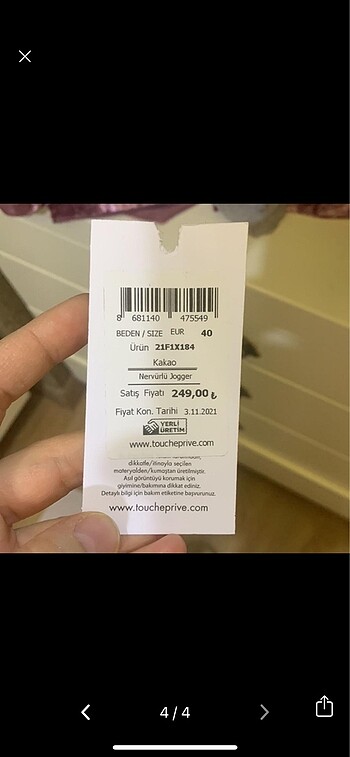 8 681140 475549
BEDEN / SIZE EUR 40
Ürün 21F1X184
Kakao
Nervürlü Jogger
Satış Fiyatı 249,00 ₺
Fiyat Kon. Tarihi 3.11.2021
YERLİ
ÜRETİM
www.toucheprive.com
dikkatle/itinayla seçilen
materyalden/kumaştan üretilmiştir.
Asıl görüntüyü korumak için
giyimine/bakımına dikkat ediniz.
Detaylı bilgi için bakım etiketine başvurunuz.
www.toucheprive.com
4 / 4